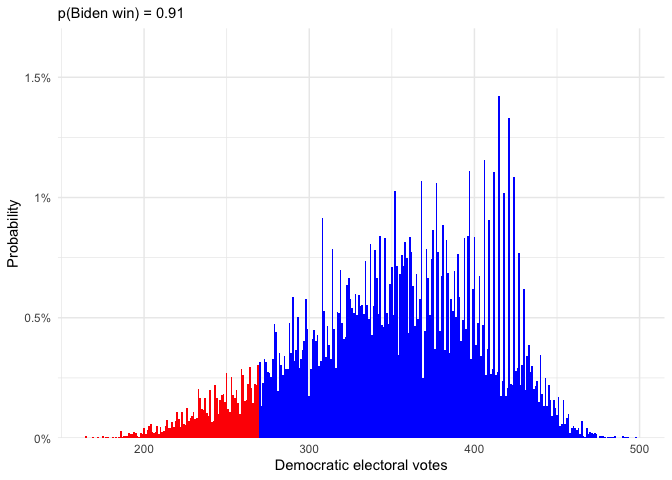 p(Biden win) = 0.91
1.5%
1%
0.5%
0%
Probability
200
300
400
500
Democratic electoral votes